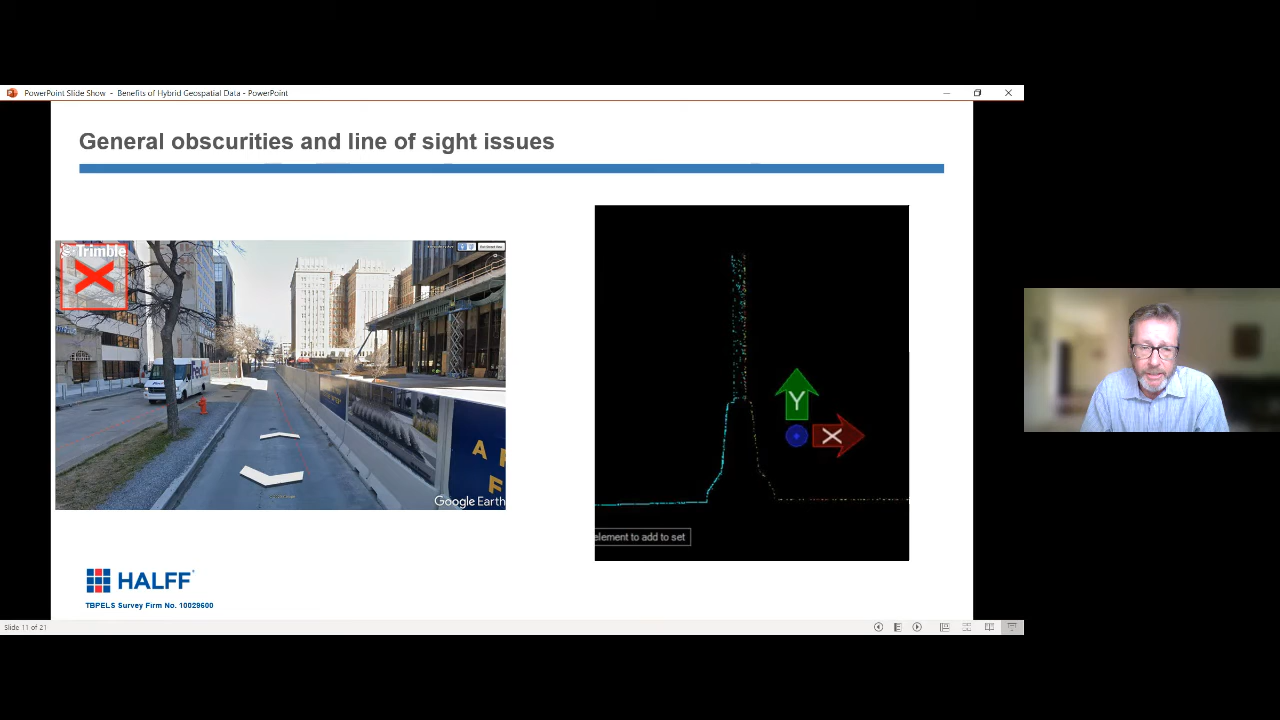 PowerPoint Slide Show - Benefits of Hybrid Geospatial Data - PowerPoint
General obscurities and line of sight issues
Trimble
X
A
F
Google Earth
Y
X
element to add to set
HALFF
TBPELS Survey Firm No. 10029600
Slide 11 of 21